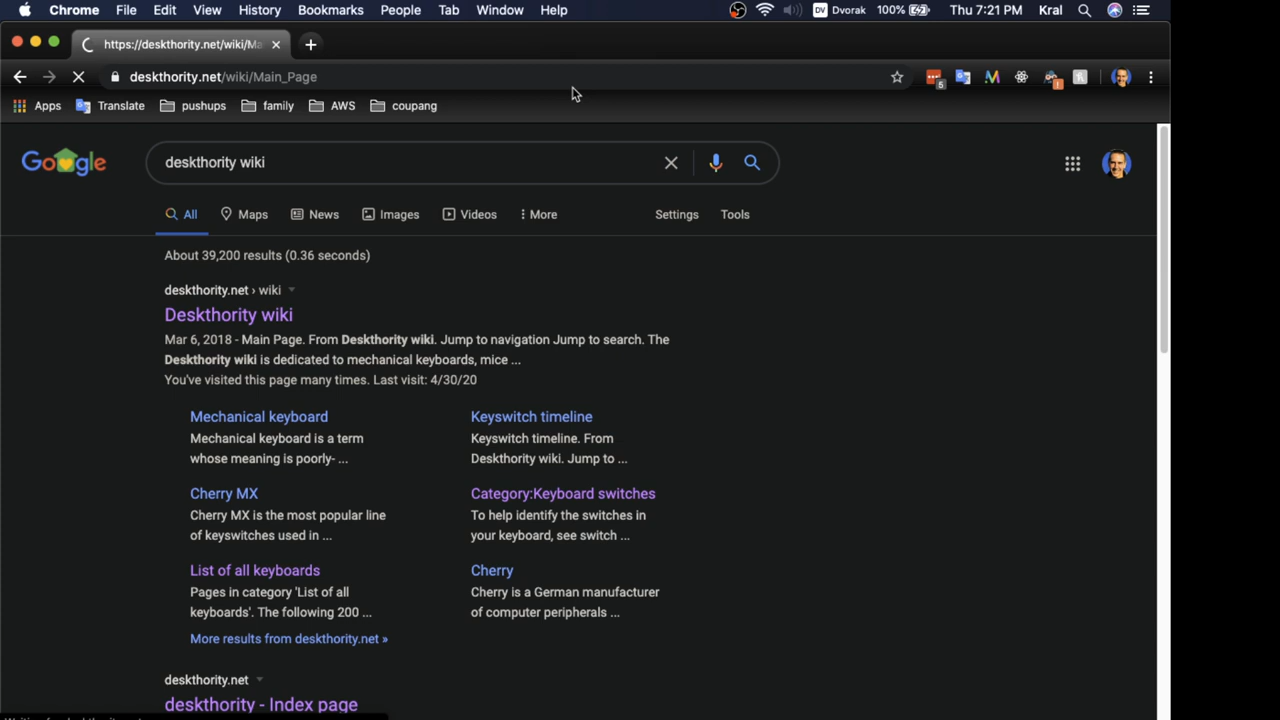 Chrome File Edit View History Bookmarks People Tab Window Help DV Dvorak 100% Thu 7:21 PM Kral
https://deskthority.net/wiki/Ma
deskthority.net/wiki/Main_Page 5
Apps Translate pushups family AWS coupang
Google deskthority wiki
All Maps News Images Videos More Settings Tools
About 39,200 results (0.36 seconds)
deskthority.net › wiki
Deskthority wiki
Mar 6, 2018 - Main Page. From Deskthority wiki. Jump to navigation Jump to search. The
Deskthority wiki is dedicated to mechanical keyboards, mice ...
You've visited this page many times. Last visit: 4/30/20
Mechanical keyboard
Mechanical keyboard is a term
whose meaning is poorly- ...
Keyswitch timeline
Keyswitch timeline. From
Deskthority wiki. Jump to ...
Cherry MX
Cherry MX is the most popular line
of keyswitches used in ...
Category:Keyboard switches
To help identify the switches in
your keyboard, see switch ...
List of all keyboards
Pages in category 'List of all
keyboards'. The following 200 ...
Cherry
Cherry is a German manufacturer
of computer peripherals ...
More results from deskthority.net »
deskthority.net
deskthority - Index page